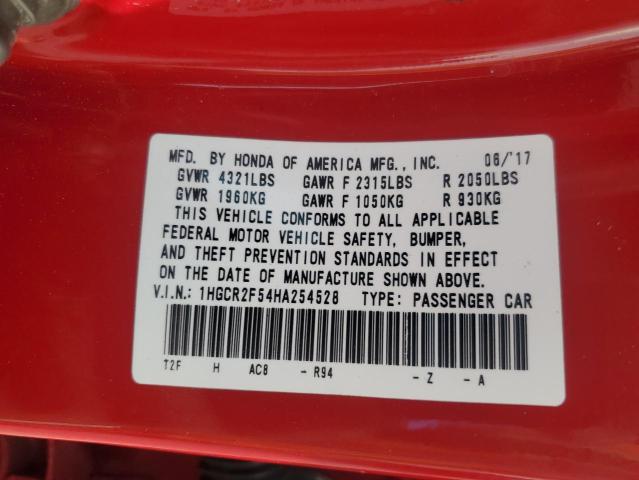 MFD. BY HONDA OF AMERICA MFG., INC. 06/'17
GVWR 4321LBS GAWR F 2315LBS R 2050LBS
GVWR 1960KG GAWR F 1050KG R 930KG
THIS VEHICLE CONFORMS TO ALL APPLICABLE
FEDERAL MOTOR VEHICLE SAFETY, BUMPER,
AND THEFT PREVENTION STANDARDS IN EFFECT
ON THE DATE OF MANUFACTURE SHOWN ABOVE.
V.I.N.: 1HGCR2F54HA254528 TYPE: PASSENGER CAR
T2F H AC8 - R94 - Z - A